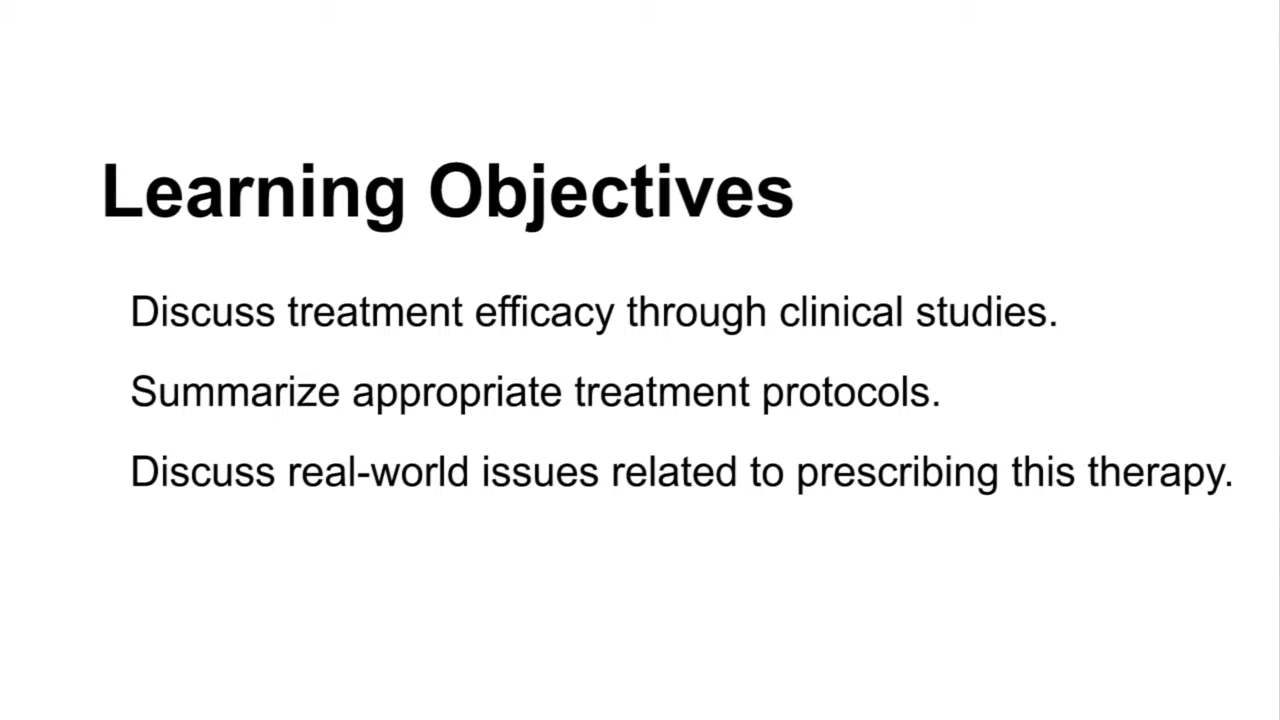 Learning Objectives
Discuss treatment efficacy through clinical studies.
Summarize appropriate treatment protocols.
Discuss real-world issues related to prescribing this therapy.